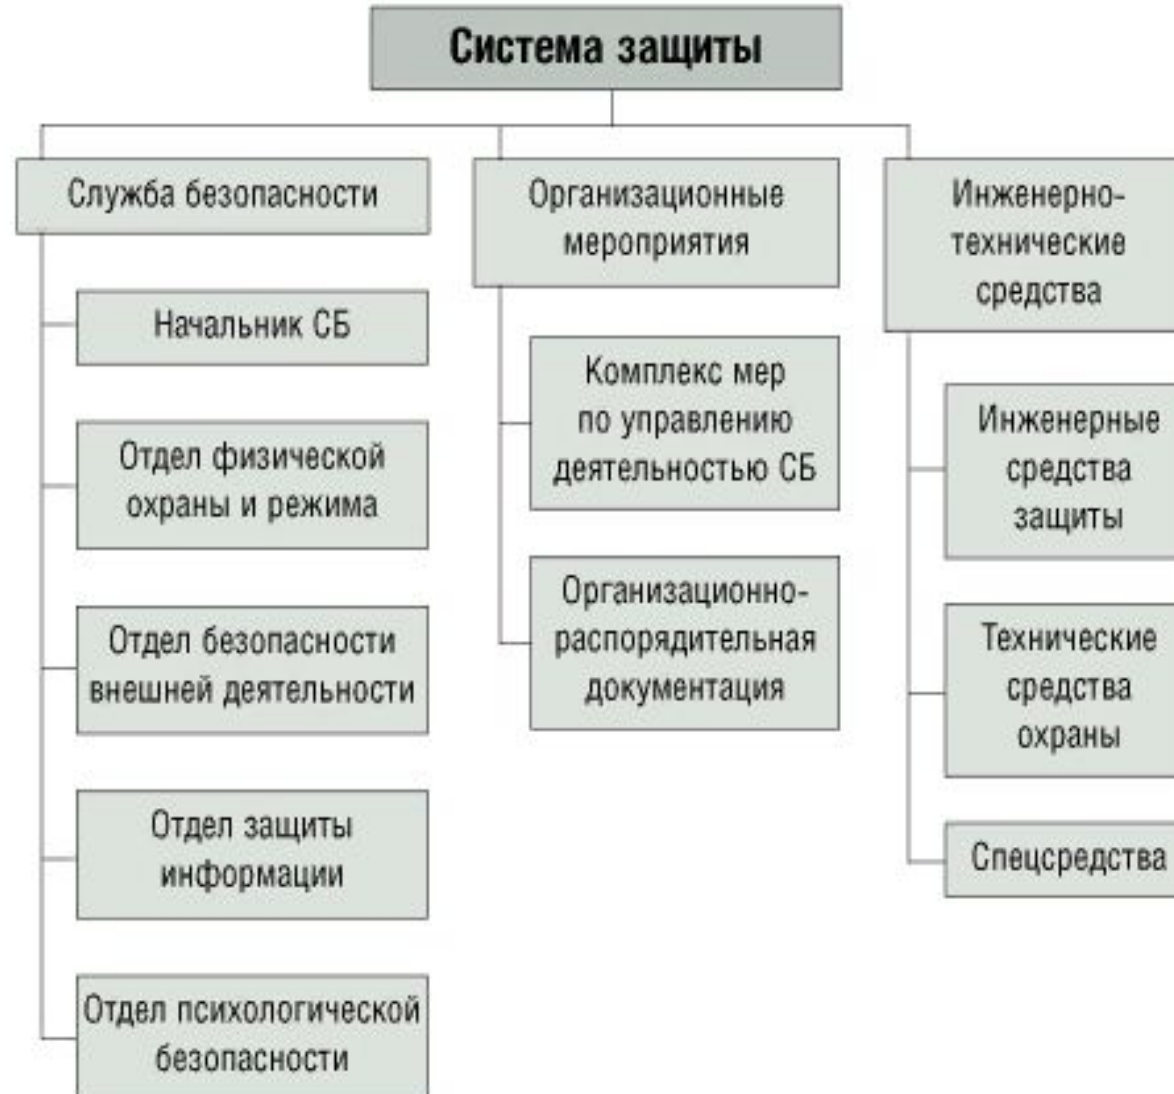 Система защиты
Служба безопасности
Начальник СБ
Отдел физической
охраны и режима
Отдел безопасности
внешней деятельности
Отдел защиты
информации
Отдел психологической
безопасности
Организационные
мероприятия
Комплекс мер
по управлению
деятельностью СБ
Организационно-
распорядительная
документация
Инженерно-
технические
средства
Инженерные
средства
защиты
Технические
средства
охраны
Спецсредства